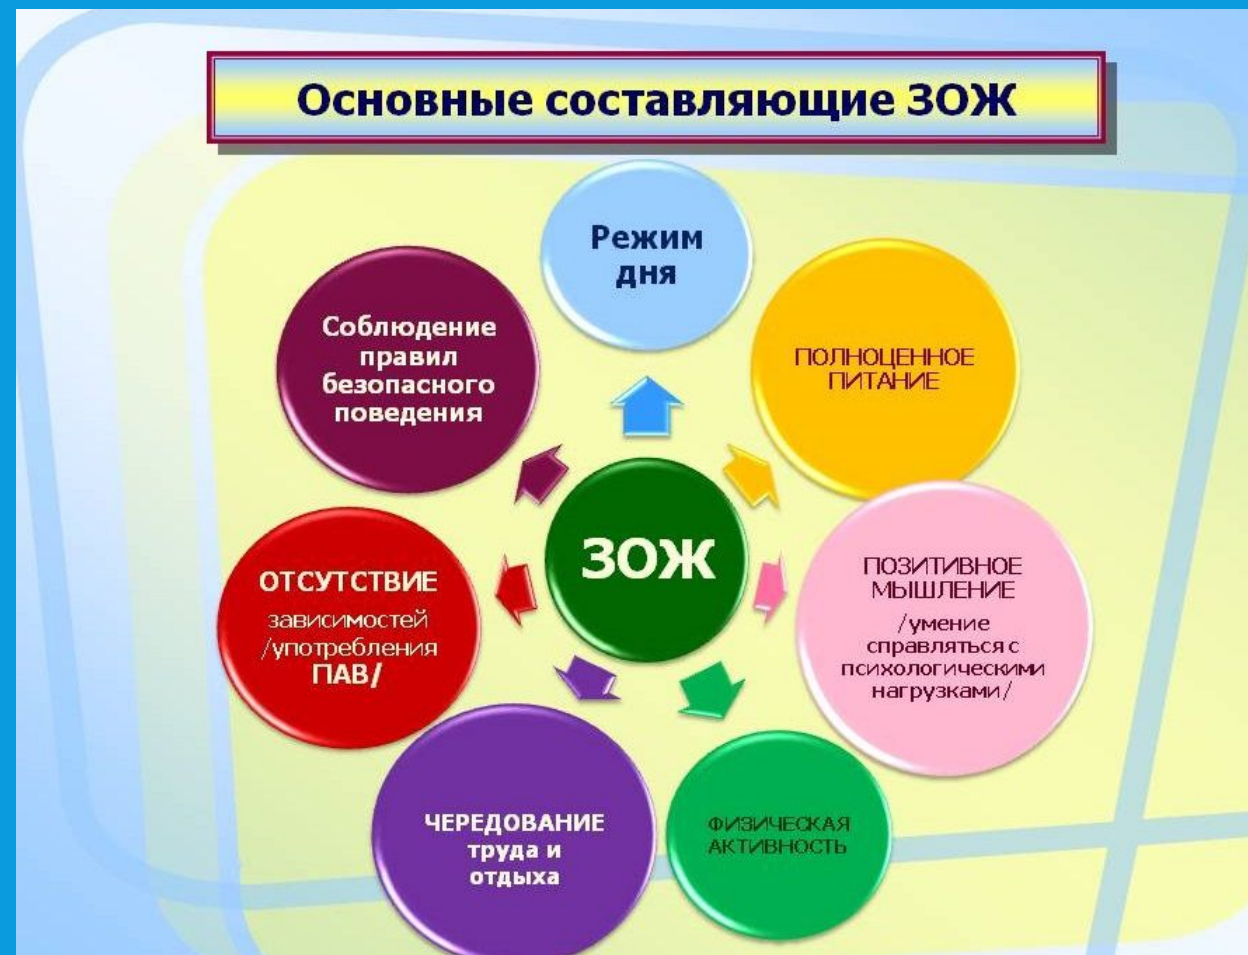 Основные составляющие ЗОЖ
Режим
дня
ПОЛНОЦЕННОЕ
ПИТАНИЕ
ПОЗИТИВНОЕ
МЫШЛЕНИЕ
/умение
справляться с
психологическими
нагрузками/
ФИЗИЧЕСКАЯ
АКТИВНОСТЬ
ЧЕРЕДОВАНИЕ
труда и
отдыха
ОТСУТСТВИЕ
зависимостей
/употребления
ПАВ/
Соблюдение
правил
безопасного
поведения
ЗОЖ